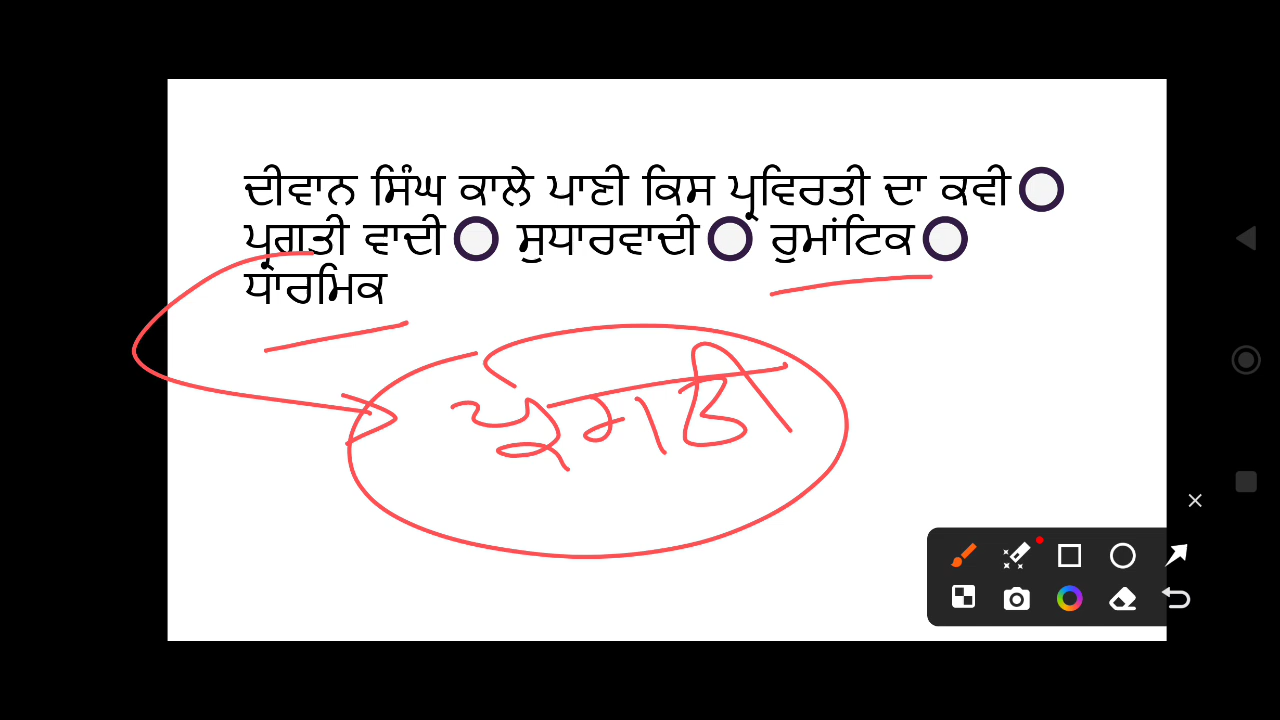 ਦੀਵਾਨ ਸਿੰਘ ਕਾਲੇ ਪਾਣੀ ਕਿਸ ਪ੍ਰਵਿਰਤੀ ਦਾ ਕਵੀ
ਪ੍ਰਗਤੀ ਵਾਦੀ ਸੁਧਾਰਵਾਦੀ ਰੁਮਾਂਟਿਕ
ਧਾਰਮਿਕ
ਪ੍ਰਗਤੀ